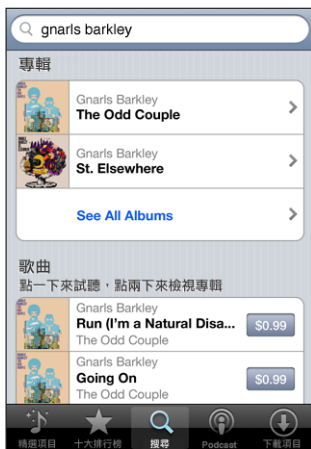 gnarls barkley
專輯
Gnarls Barkley
The Odd Couple
Gnarls Barkley
St. Elsewhere
See All Albums
歌曲
點一下來試聽，點兩下來檢視專輯
Gnarls Barkley
Run (I'm a Natural Disa...
$0.99
The Odd Couple
Gnarls Barkley
Going On
$0.99
The Odd Couple
精選項目 十大排行榜 搜尋 Podcast 下載項目